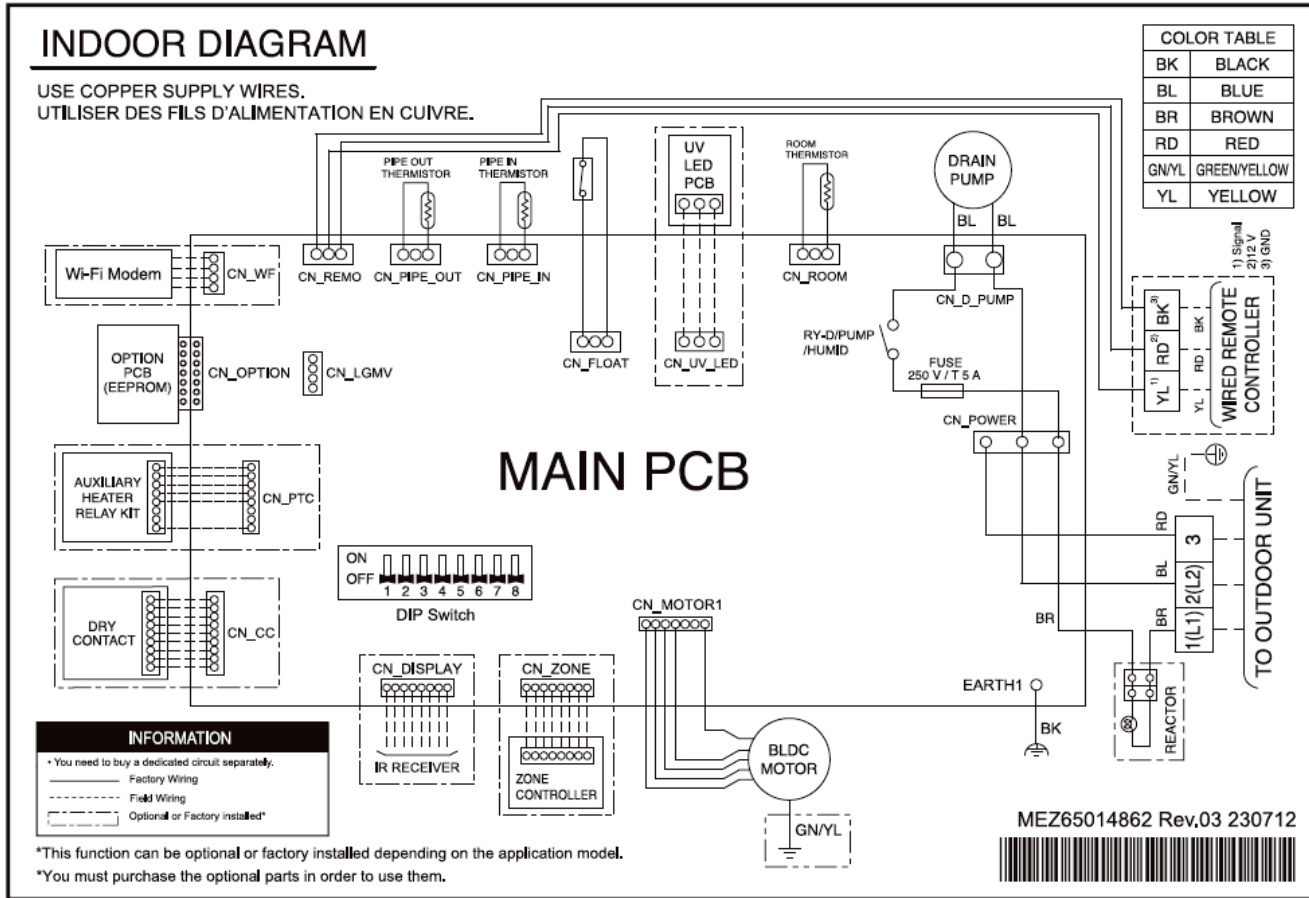 INDOOR DIAGRAM
USE COPPER SUPPLY WIRES.
UTILISER DES FILS D'ALIMENTATION EN CUIVRE.
COLOR TABLE
BK BLACK
BL BLUE
BR BROWN
RD RED
GN/YL GREEN/YELLOW
YL YELLOW
PIPE OUT
THERMISTOR
PIPE IN
THERMISTOR
UV
LED
PCB
ROOM
THERMISTOR
DRAIN
PUMP
BL
BL
Wi-Fi Modem
CN_WF
CN_REMO
CN_PIPE_OUT
CN_PIPE_IN
CN_ROOM
CN_D_PUMP
1) Signal
2)12 V
3) GND
BK 3)
RD 2)
YL 1)
BK
RD
YL
WIRED REMOTE
CONTROLLER
OPTION
PCB
(EEPROM)
CN_OPTION
CN_LGMV
CN_FLOAT
CN_UV_LED
RY-D/PUMP
/HUMID
FUSE
250 V / T 5 A
CN_POWER
MAIN PCB
AUXILIARY
HEATER
RELAY KIT
CN_PTC
GN/YL
RD
BL
BR
3
2(L2)
1(L1)
TO OUTDOOR UNIT
ON
OFF
1 2 3 4 5 6 7 8
DIP Switch
DRY
CONTACT
CN_CC
CN_MOTOR1
BR
CN_DISPLAY
CN_ZONE
EARTH1
BK
REACTOR
IR RECEIVER
ZONE
CONTROLLER
BLDC
MOTOR
GN/YL
INFORMATION
• You need to buy a dedicated circuit separately.
Factory Wiring
Field Wiring
Optional or Factory installed*
*This function can be optional or factory installed depending on the application model.
*You must purchase the optional parts in order to use them.
MEZ65014862 Rev.03 230712